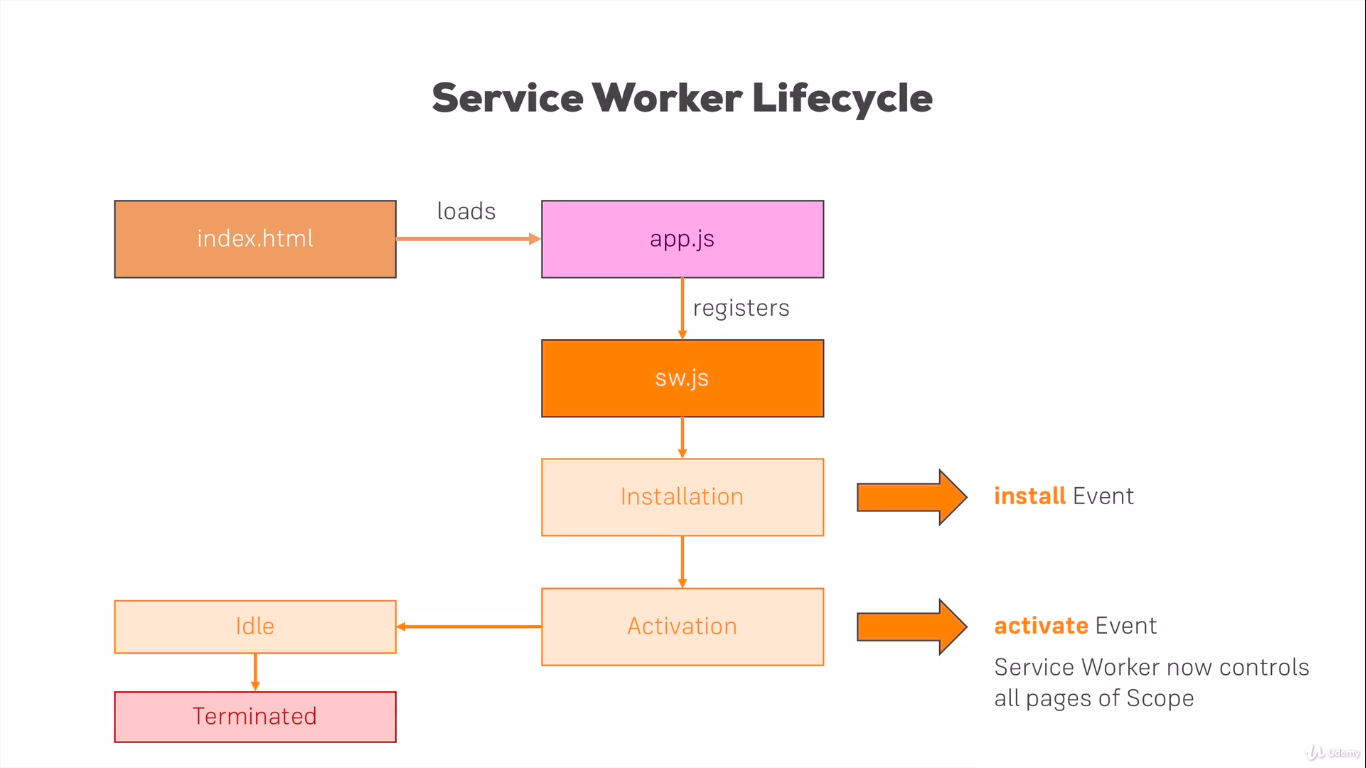 Service Worker Lifecycle
index.html
loads
app.js
registers
sw.js
Installation
install Event
Idle
Activation
activate Event
Service Worker now controls
all pages of Scope
Terminated
Udemy